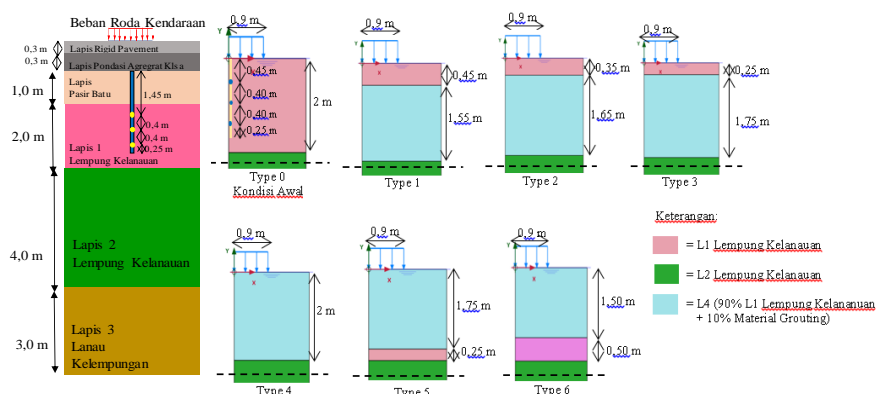 Beban Roda Kendaraan
0,3 m
Lapis Rigid Pavement
0,3 m
Lapis Pondasi Agregrat Kls a
1,0 m
Lapis
Pasir Batu
1,45 m
2,0 m
Lapis 1
Lempung Kelanauan
0,4 m
0,4 m
0,25 m
4,0 m
Lapis 2
Lempung Kelanauan
3,0 m
Lapis 3
Lanau
Kelempungan
0,9 m
Y
0,45 m
0,40 m
0,40 m
0,25 m
2 m
Type 0
Kondisi Awal
0,9 m
x
0,45 m
1,55 m
Type 1
0,9 m
x
0,35 m
1,65 m
Type 2
0,9 m
x
0,25 m
1,75 m
Type 3
0,9 m
Y
x
2 m
Type 4
0,9 m
Y
x
1,75 m
0,25 m
Type 5
0,9 m
Y
x
1,50 m
0,50 m
Type 6
Keterangan:
= L1 Lempung Kelanauan
= L2 Lempung Kelanauan
= L4 (90% L1 Lempung Kelananuan
+ 10% Material Grouting)